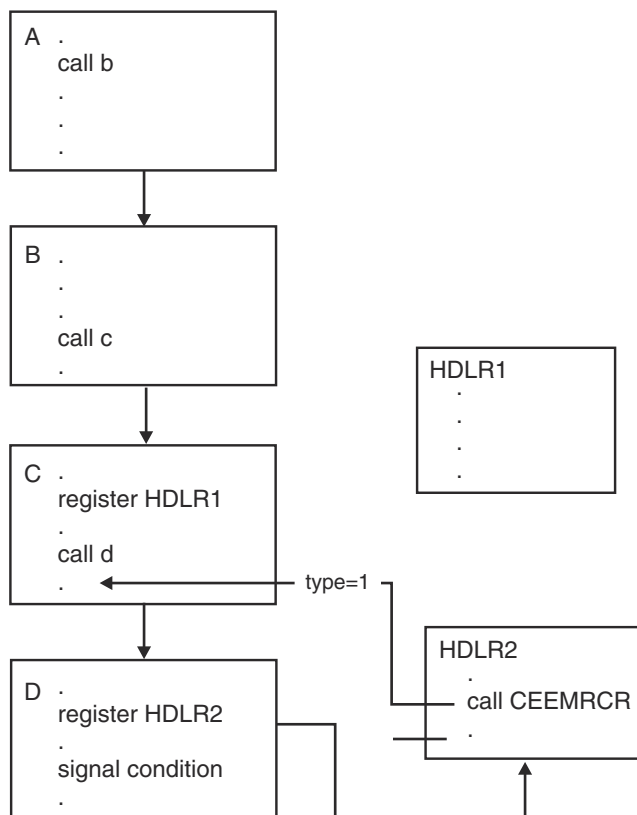 A .
call b
.
.
.
B .
.
.
call c
.
HDLR1
.
.
.
.
C .
register HDLR1
.
call d
.
type=1
HDLR2
.
call CEEMRCR
.
D .
register HDLR2
.
signal condition
.